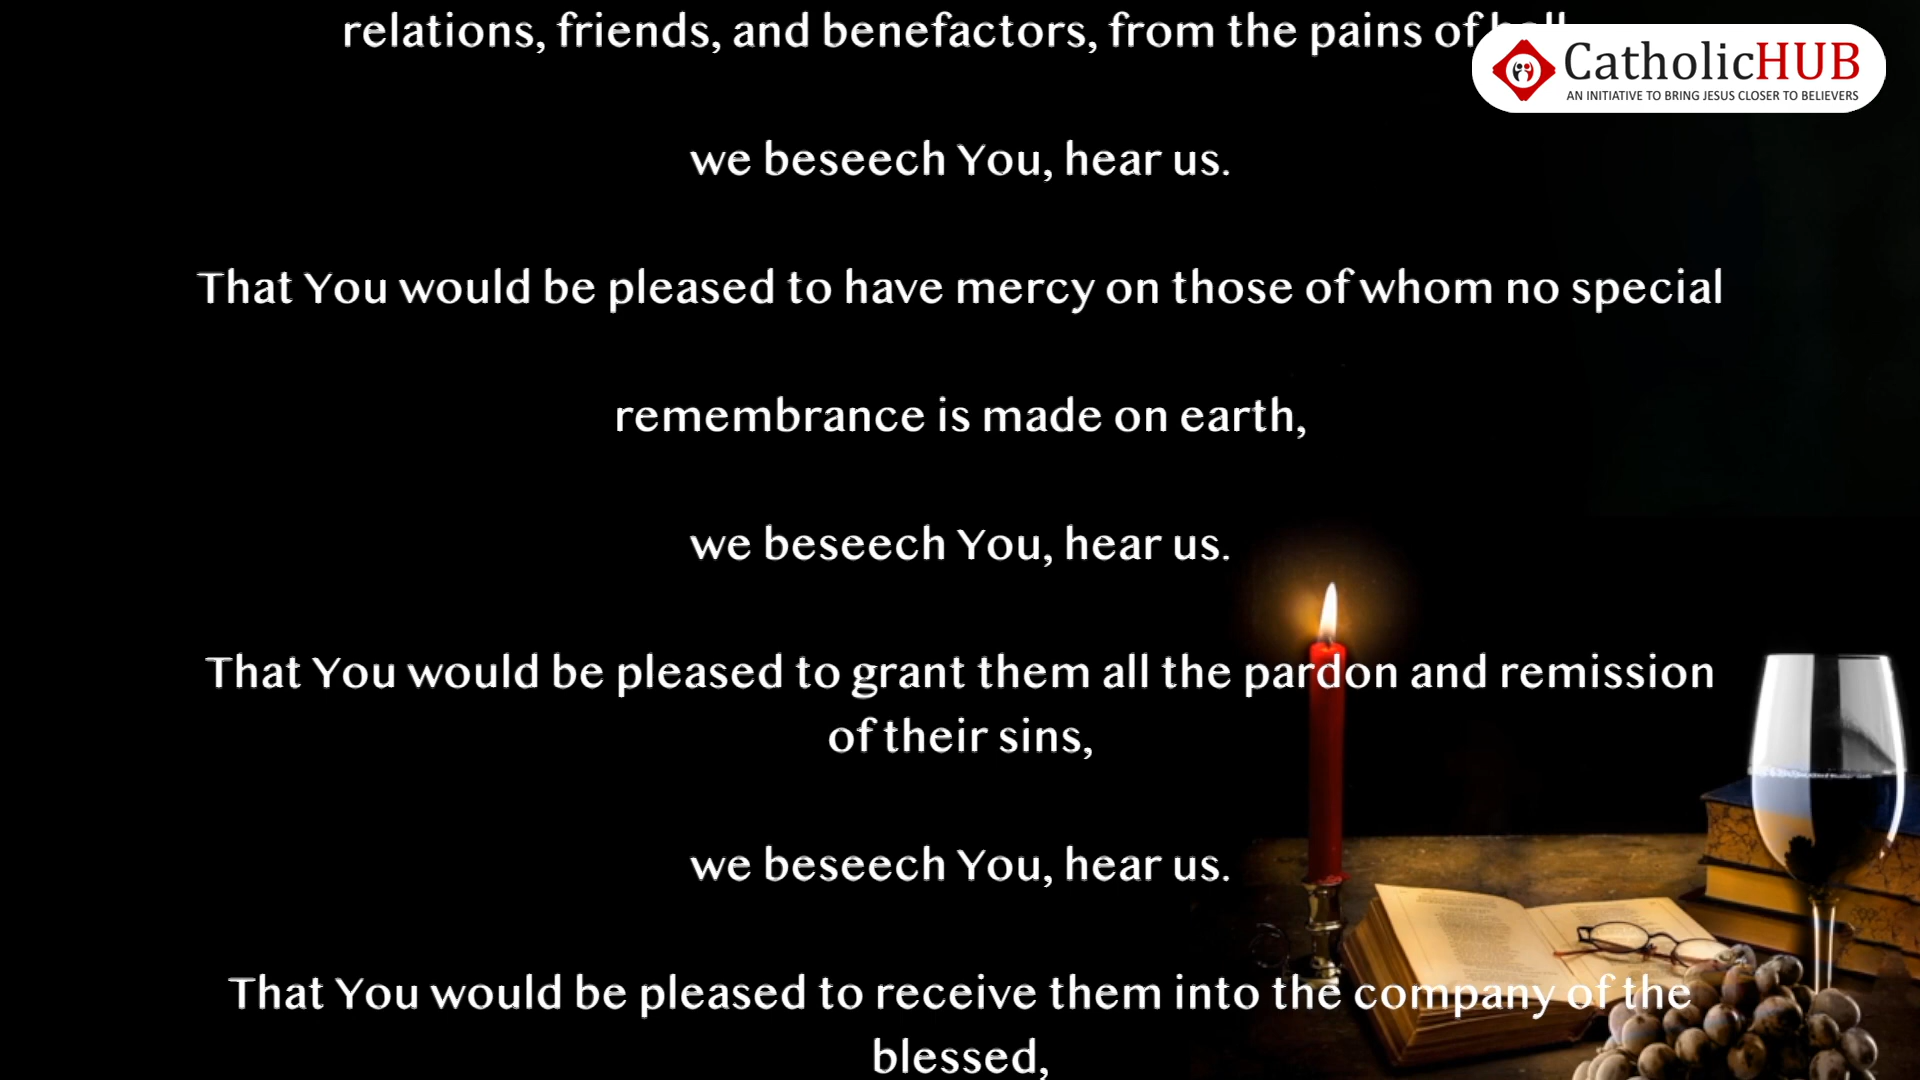 relations, friends, and benefactors, from the pains of hell,
CatholicHUB
AN INITIATIVE TO BRING JESUS CLOSER TO BELIEVERS
we beseech You, hear us.
That You would be pleased to have mercy on those of whom no special
remembrance is made on earth,
we beseech You, hear us.
That You would be pleased to grant them all the pardon and remission
of their sins,
we beseech You, hear us.
That You would be pleased to receive them into the company of the
blessed,